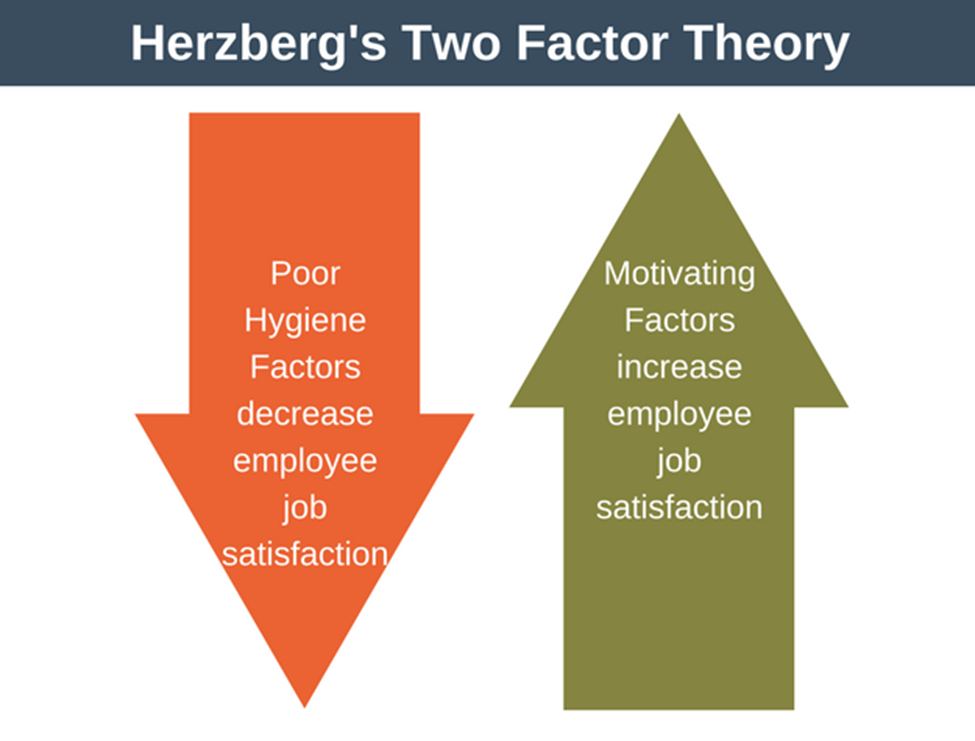 Herzberg's Two Factor Theory
Poor
Hygiene
Factors
decrease
employee
job
satisfaction
Motivating
Factors
increase
employee
job
satisfaction